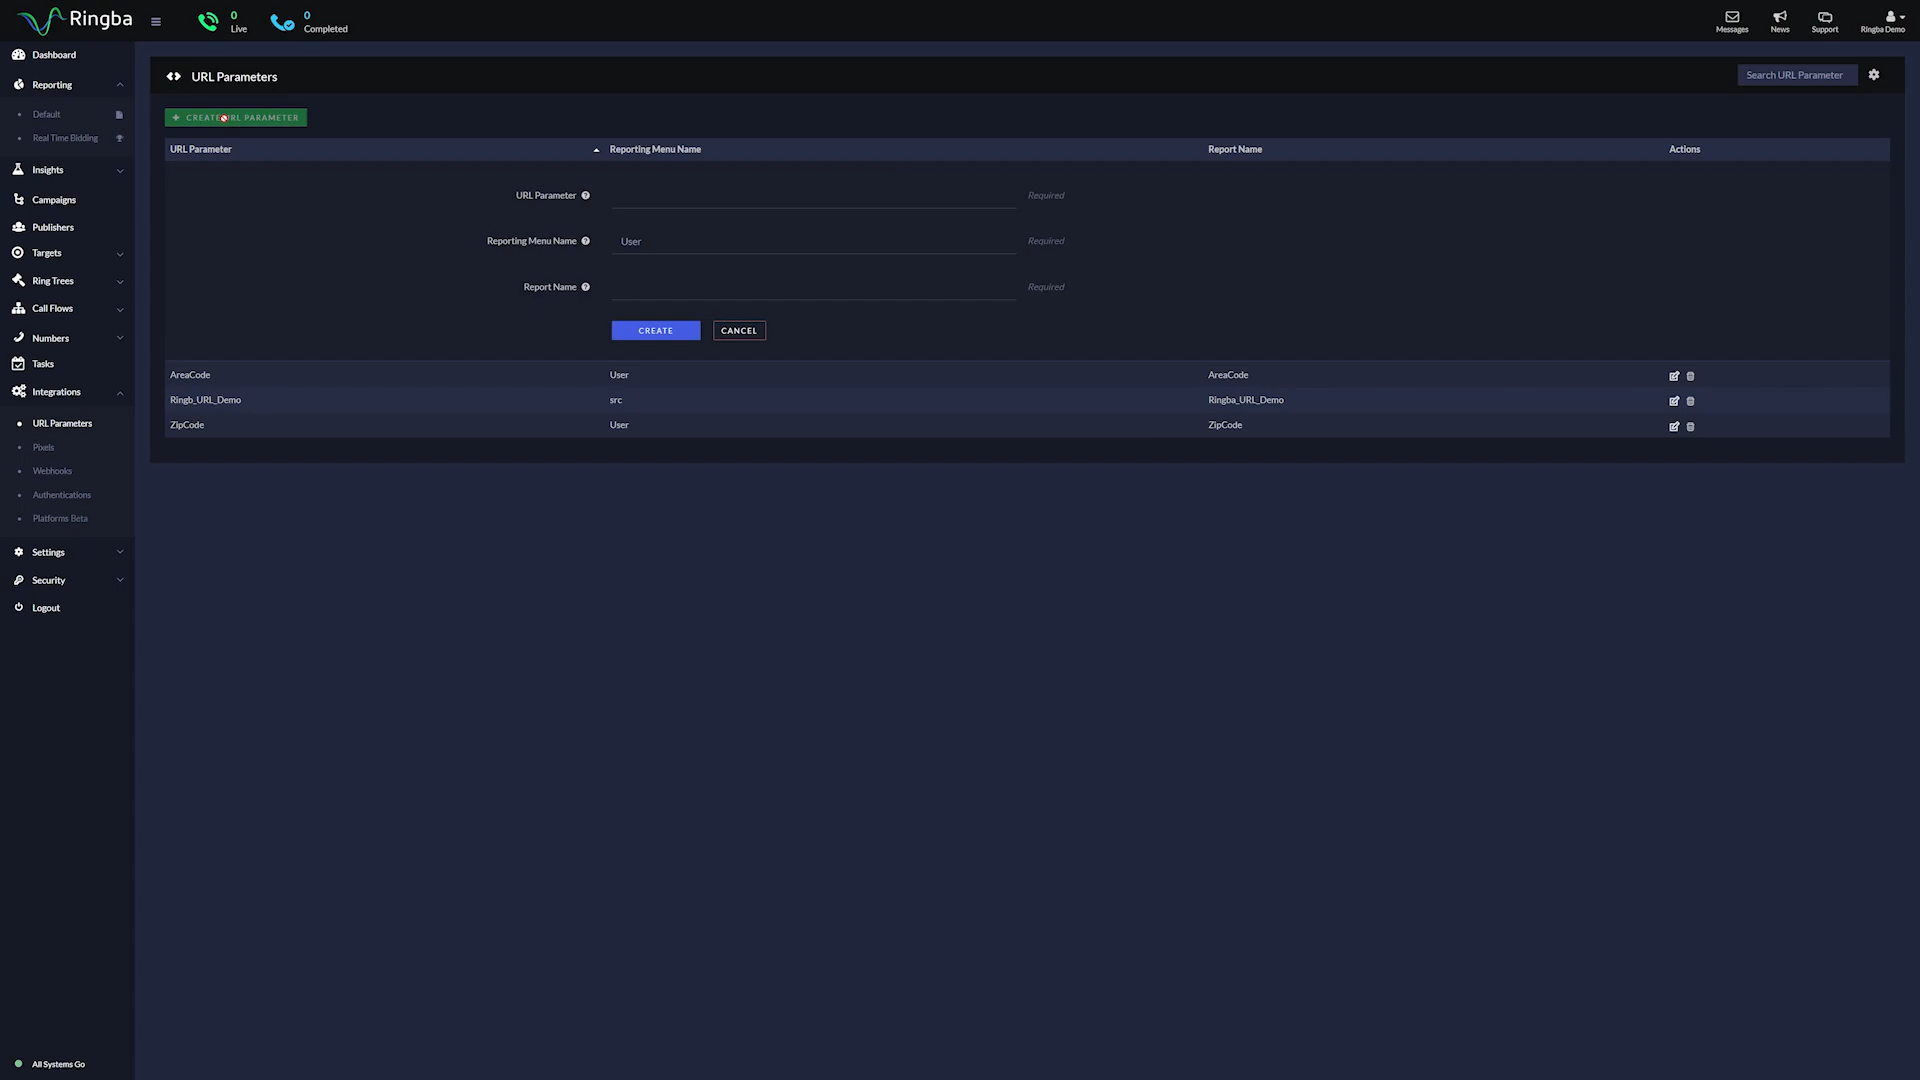 Ringba
0
Live
0
Completed
Messages
News
Support
Ringba Demo
Dashboard
Reporting
Default
Real Time Bidding
Insights
Campaigns
Publishers
Targets
Ring Trees
Call Flows
Numbers
Tasks
Integrations
URL Parameters
Pixels
Webhooks
Authentications
Platforms Beta
Settings
Security
Logout
All Systems Go
URL Parameters
Search URL Parameter
+ CREATE URL PARAMETER
URL Parameter Reporting Menu Name Report Name Actions
URL Parameter Required
Reporting Menu Name User Required
Report Name Required
CREATE CANCEL
AreaCode User AreaCode
Ringb_URL_Demo src Ringba_URL_Demo
ZipCode User ZipCode